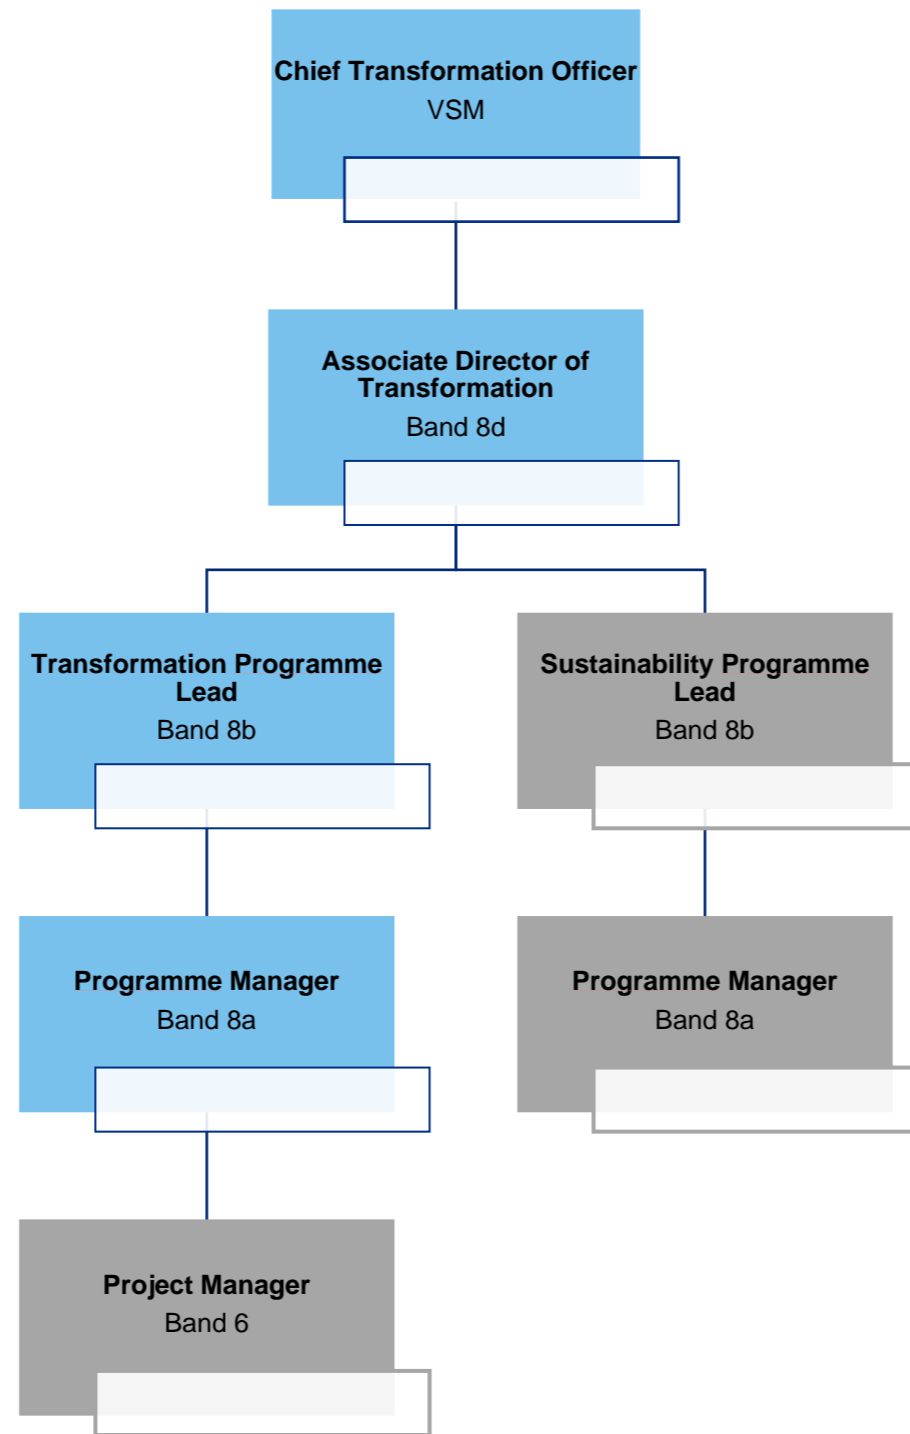 Chief Transformation Officer
VSM
Associate Director of
Transformation
Band 8d
Transformation Programme
Lead
Band 8b
Sustainability Programme
Lead
Band 8b
Programme Manager
Band 8a
Programme Manager
Band 8a
Project Manager
Band 6